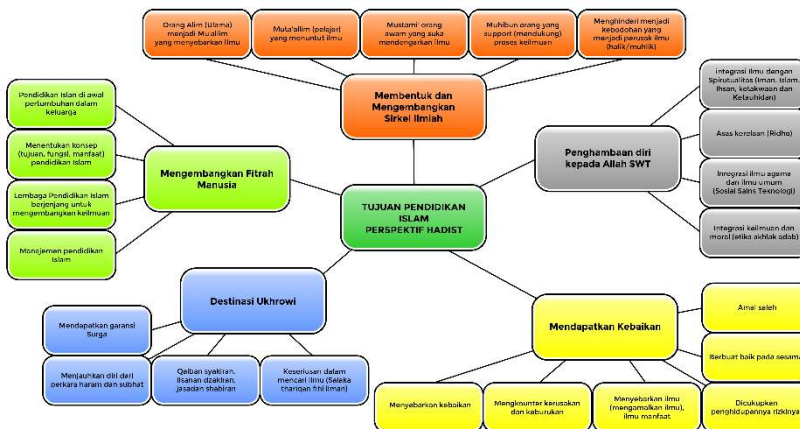 Orang Alim (Ulama)
menjadi Mu'allim
yang menyebarkan Ilmu
Muta'allim (pelajar)
yang menuntut ilmu
Mustami' orang
awam yang suka
mendengarkan ilmu
Muhibun orang yang
support (mendukung)
proses keilmuan
Menghindari menjadi
kebodohan yang
menjadi perusak ilmu
(halik/muhlik)
Membentuk dan
Mengembangkan
Sirkel Ilmiah
Pendidikan Islan di awal
pertumbuhan dalam
keluarga
Menentukan konsep
(tujuan, fungsi, manfaat)
pendidikan Islam
Lembaga Pendidikan Islam
berjenjang untuk
mengembangkan keilmuan
Manajemen pendidikan
Islam
Mengembangkan Fitrah
Manusia
TUJUAN PENDIDIKAN
ISLAM
PERSPEKTIF HADIST
Penghambaan diri
kepada Allah SWT
integrasi Ilmu dengan
Spirutualitas (Iman, Islam,
Ihsan, ketakwaan dan
Ketauhidan)
Asas kerelaan (Ridho)
Inregrasi ilmu agama
dan ilmu umum
(Sosial Sains Teknologi)
Integrasi keilmuan dan
moral (etika akhlak adab)
Destinasi Ukhrowi
Mendapatkan garansi
Surga
Menjauhkan diri dari
perkara haram dan subhat
Qalban syakiran,
lisanan dzakiran,
jasadan shabiran
Keseriusan dalam
mencari ilmu (Salaka
thariqan fihi ilman)
Mendapatkan Kebaikan
Amal saleh
Berbuat baik pada sesama
Dicukupkan
penghidupannya rizkinya
Menyebarkan ilmu
(mengamalkan ilmu),
ilmu manfaat
Mengkounter kerusakan
dan keburukan
Menyebarkan kebaikan